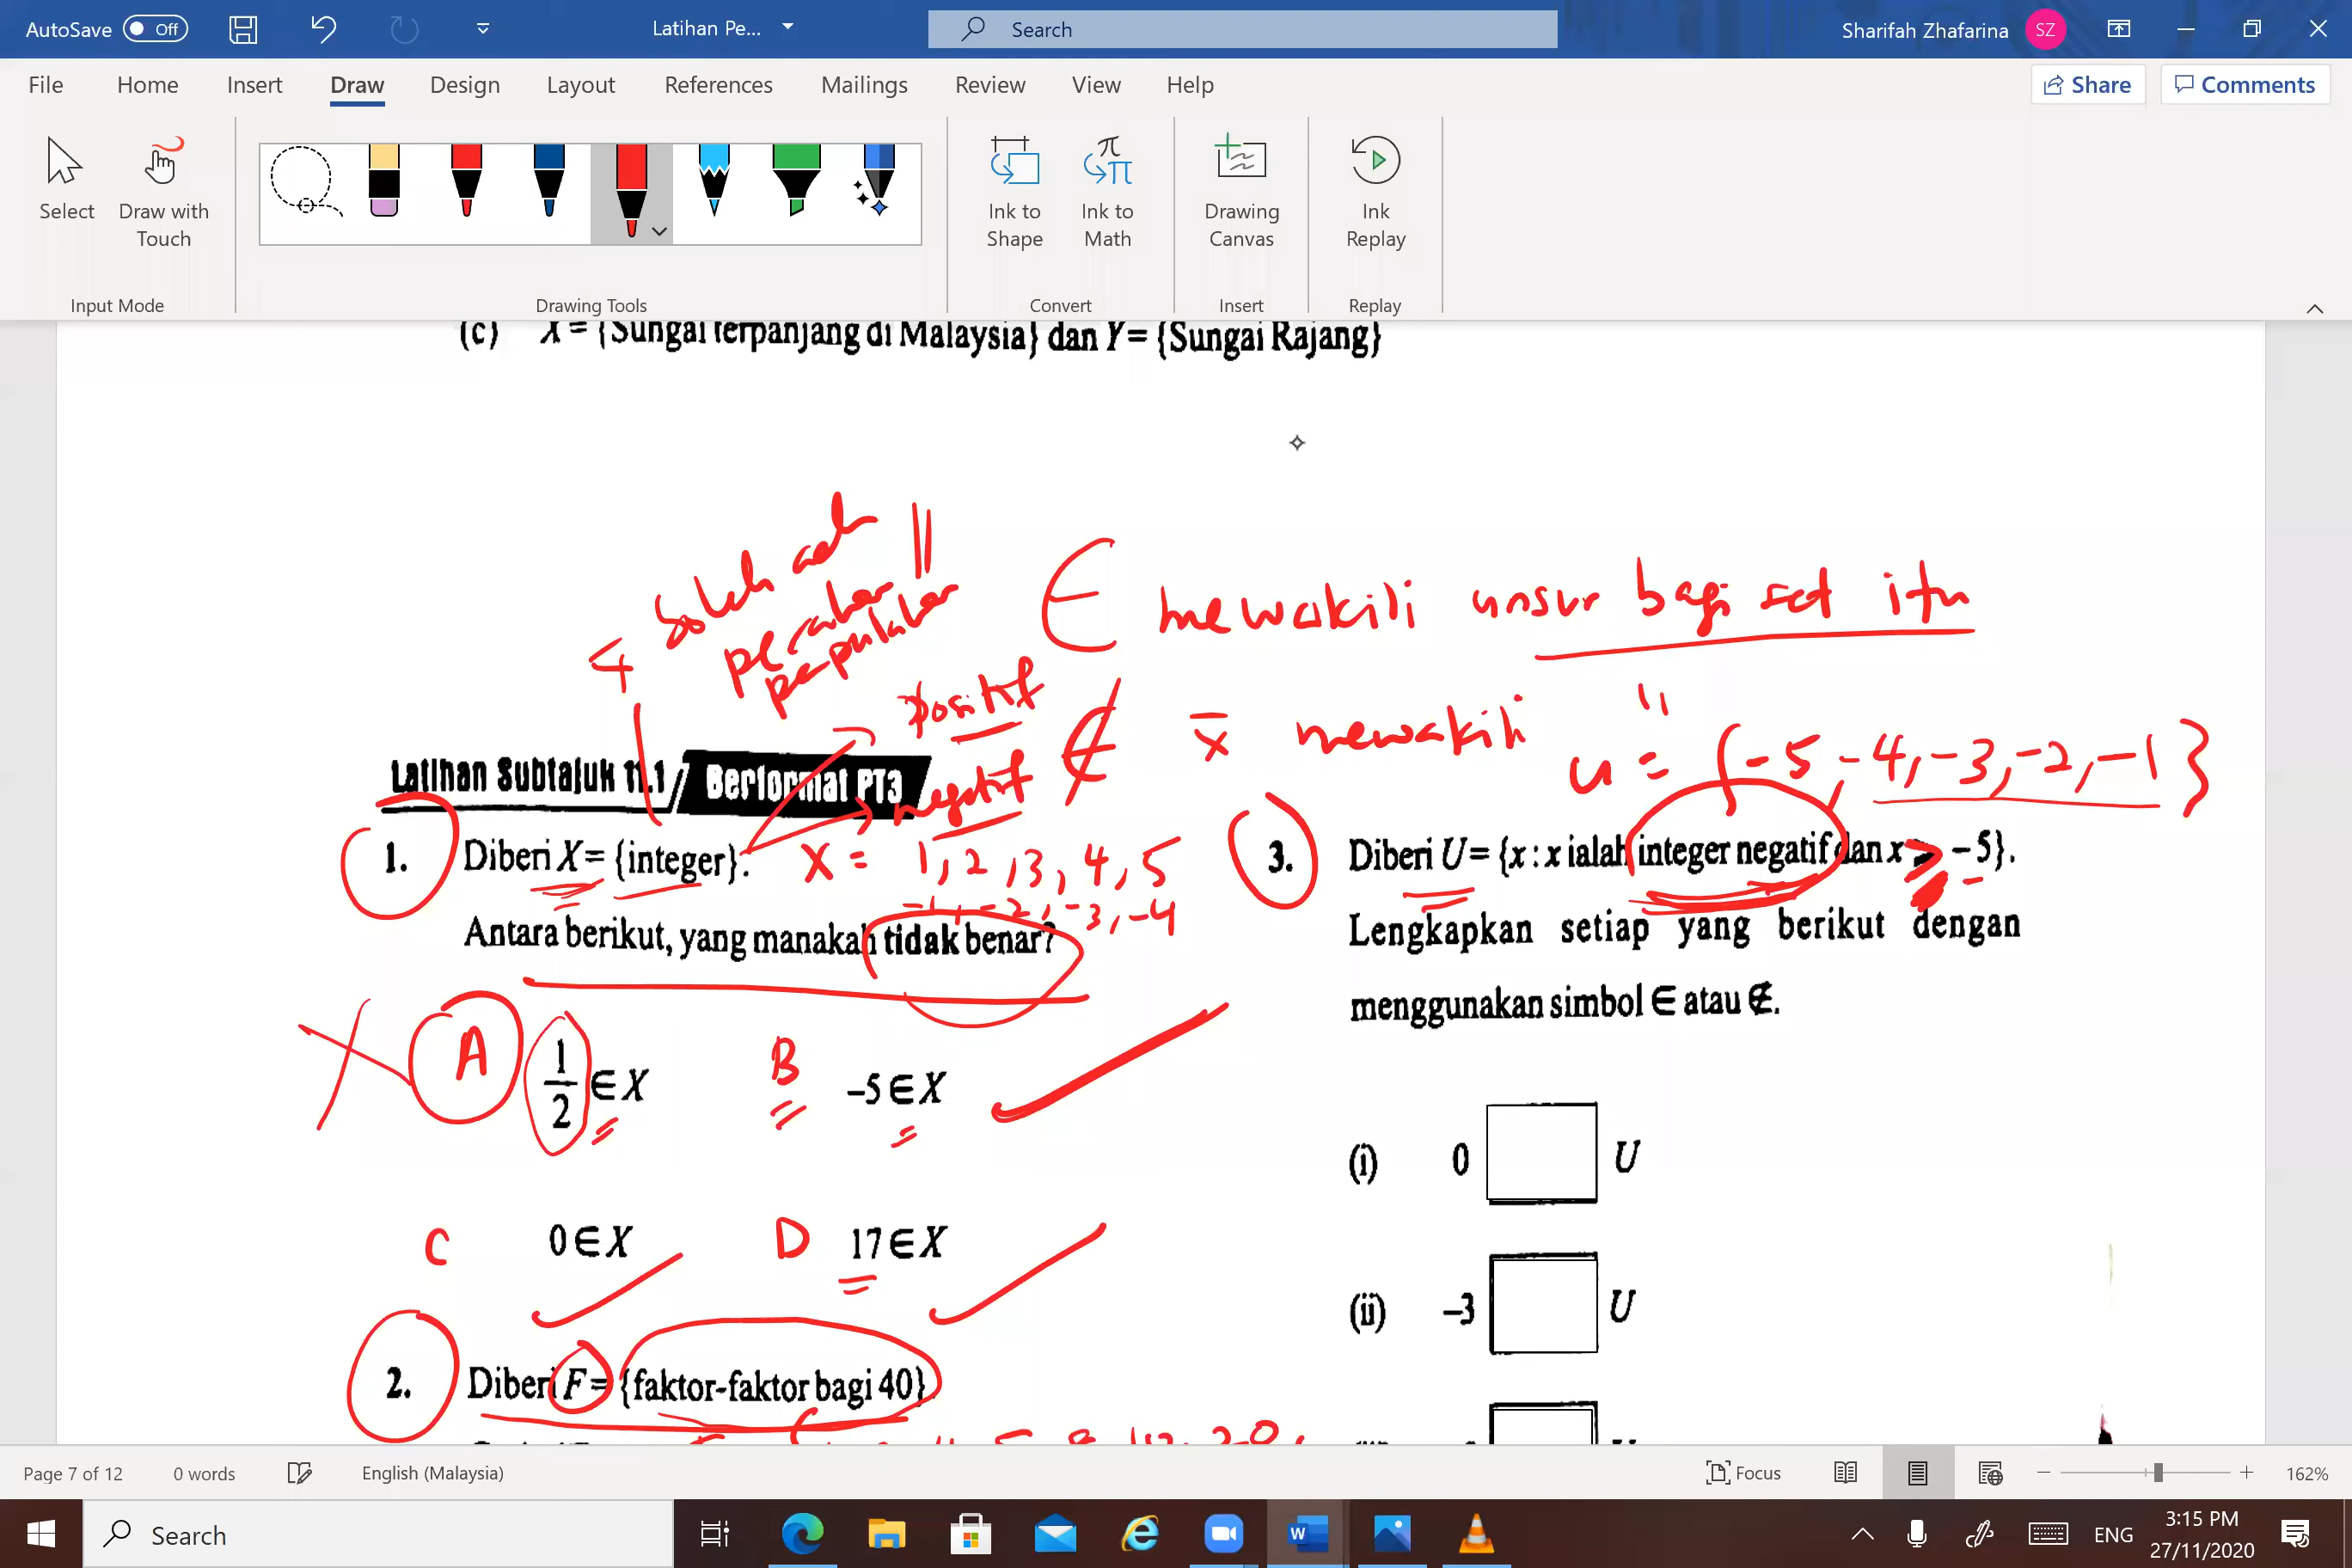 AutoSave Off Latihan Pe... Search Sharifah Zhafarina SZ
File Home Insert Draw Design Layout References Mailings Review View Help Share Comments
Select Draw with Touch Ink to Shape Ink to Math Drawing Canvas Ink Replay
Input Mode Drawing Tools Convert Insert Replay
(c) X = {Sungai terpanjang di Malaysia} dan Y = {Sungai Rajang}
∈ mewakili unsur bagi set itu
positif
negatif
∉ x̄ mewakili "
u = {-5, -4, -3, -2, -1}
Latihan Subtajuk 11.1 Berformat PT3
1. Diberi X = {integer}.
X = 1, 2, 3, 4, 5
-1, -2, -3, -4
Antara berikut, yang manakah tidak benar?
A 1/2 ∈ X B –5 ∈ X
C 0 ∈ X D 17 ∈ X
2. Diberi F = {faktor-faktor bagi 40}
3. Diberi U = {x : x ialah integer negatif dan x ≥ –5}.
Lengkapkan setiap yang berikut dengan
menggunakan simbol ∈ atau ∉.
(i) 0 U
(ii) –3 U
Page 7 of 12 0 words English (Malaysia) Focus 162%
Search ENG 3:15 PM
27/11/2020